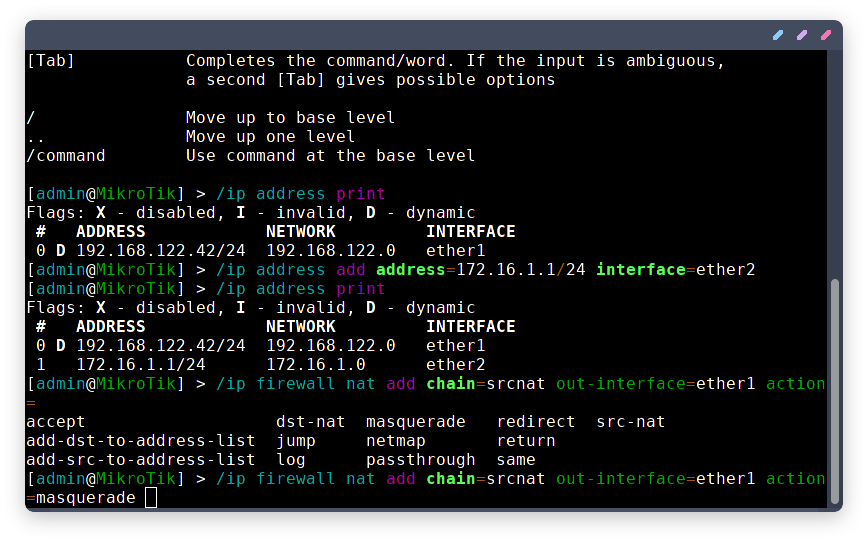 [Tab]           Completes the command/word. If the input is ambiguous,
                a second [Tab] gives possible options

/               Move up to base level
..              Move up one level
/command        Use command at the base level

[admin@MikroTik] > /ip address print
Flags: X - disabled, I - invalid, D - dynamic
 #   ADDRESS            NETWORK         INTERFACE
 0 D 192.168.122.42/24  192.168.122.0   ether1
[admin@MikroTik] > /ip address add address=172.16.1.1/24 interface=ether2
[admin@MikroTik] > /ip address print
Flags: X - disabled, I - invalid, D - dynamic
 #   ADDRESS            NETWORK         INTERFACE
 0 D 192.168.122.42/24  192.168.122.0   ether1
 1   172.16.1.1/24      172.16.1.0      ether2
[admin@MikroTik] > /ip firewall nat add chain=srcnat out-interface=ether1 action
=
accept                   dst-nat  masquerade   redirect  src-nat
add-dst-to-address-list  jump     netmap       return
add-src-to-address-list  log      passthrough  same
[admin@MikroTik] > /ip firewall nat add chain=srcnat out-interface=ether1 action
=masquerade